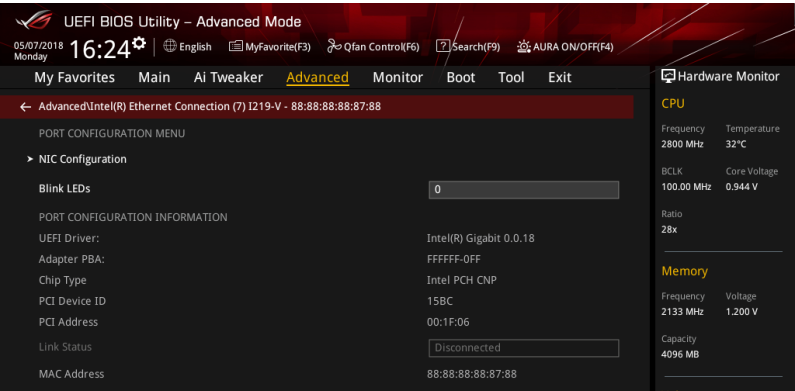 UEFI BIOS Utility – Advanced Mode
05/07/2018 Monday 16:24 English MyFavorite(F3) Qfan Control(F6) Search(F9) AURA ON/OFF(F4)
My Favorites Main Ai Tweaker Advanced Monitor Boot Tool Exit
Hardware Monitor
← Advanced\Intel(R) Ethernet Connection (7) I219-V - 88:88:88:88:87:88
PORT CONFIGURATION MENU
NIC Configuration
Blink LEDs 0
PORT CONFIGURATION INFORMATION
UEFI Driver: Intel(R) Gigabit 0.0.18
Adapter PBA: FFFFFF-0FF
Chip Type Intel PCH CNP
PCI Device ID 15BC
PCI Address 00:1F:06
Link Status Disconnected
MAC Address 88:88:88:88:87:88
CPU
Frequency Temperature
2800 MHz 32°C
BCLK Core Voltage
100.00 MHz 0.944 V
Ratio
28x
Memory
Frequency Voltage
2133 MHz 1.200 V
Capacity
4096 MB